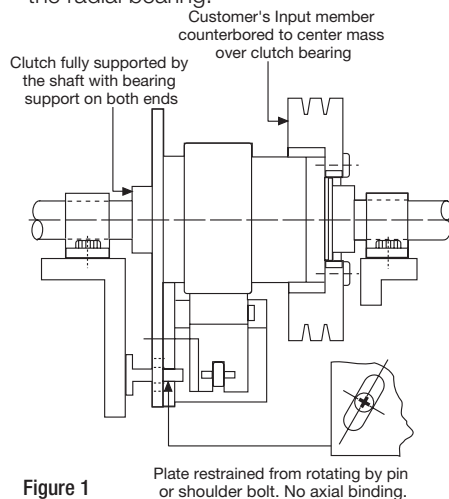 the radial bearing.
Customer's Input member
counterbored to center mass
over clutch bearing
Clutch fully supported by
the shaft with bearing
support on both ends
Figure 1
Plate restrained from rotating by pin
or shoulder bolt. No axial binding.